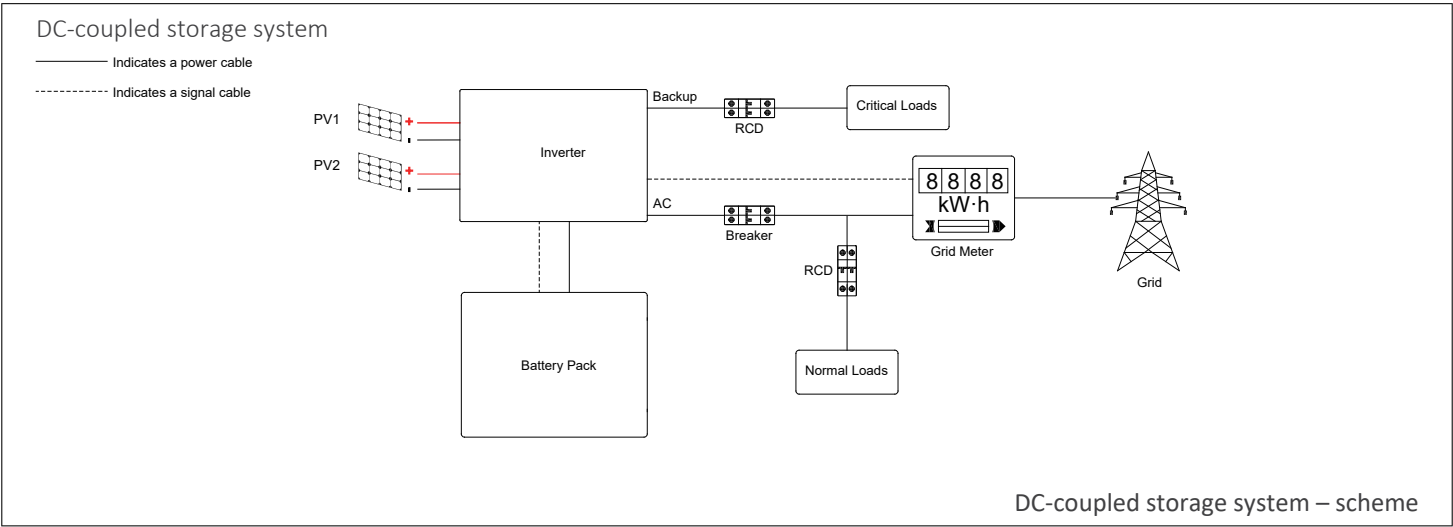 DC-coupled storage system
Indicates a power cable
Indicates a signal cable
PV1
+
-
PV2
+
-
Inverter
Backup
RCD
Critical Loads
AC
Breaker
8888
kW·h
Grid Meter
RCD
Normal Loads
Grid
Battery Pack
DC-coupled storage system – scheme